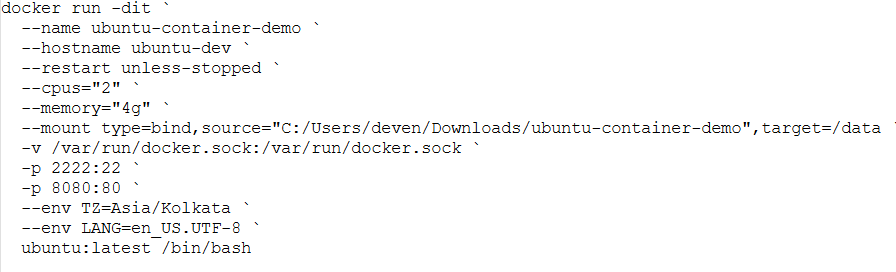 docker run -dit `
--name ubuntu-container-demo `
--hostname ubuntu-dev `
--restart unless-stopped `
--cpus="2" `
--memory="4g" `
--mount type=bind,source="C:/Users/deven/Downloads/ubuntu-container-demo",target=/data `
-v /var/run/docker.sock:/var/run/docker.sock `
-p 2222:22 `
-p 8080:80 `
--env TZ=Asia/Kolkata `
--env LANG=en_US.UTF-8 `
ubuntu:latest /bin/bash